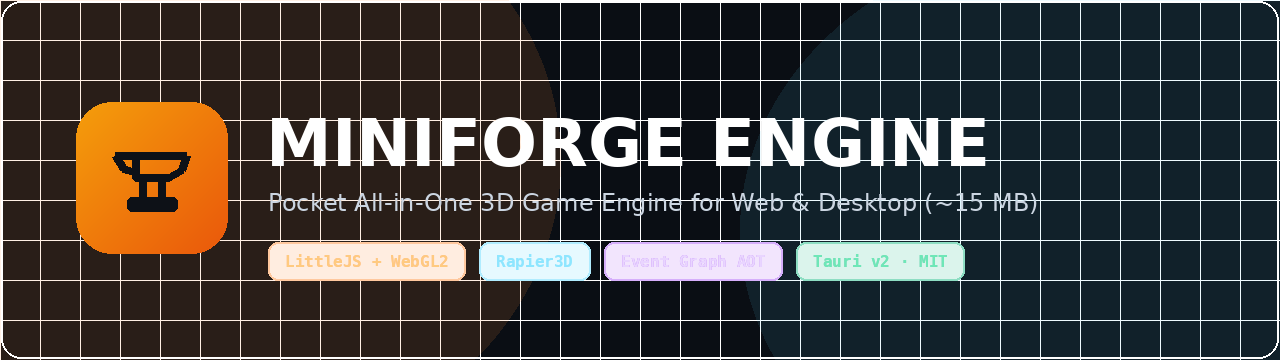 MINIFORGE ENGINE
Pocket All-in-One 3D Game Engine for Web & Desktop (~15 MB)
LittleJS + WebGL2 Rapier3D Event Graph AOT Tauri v2 · MIT